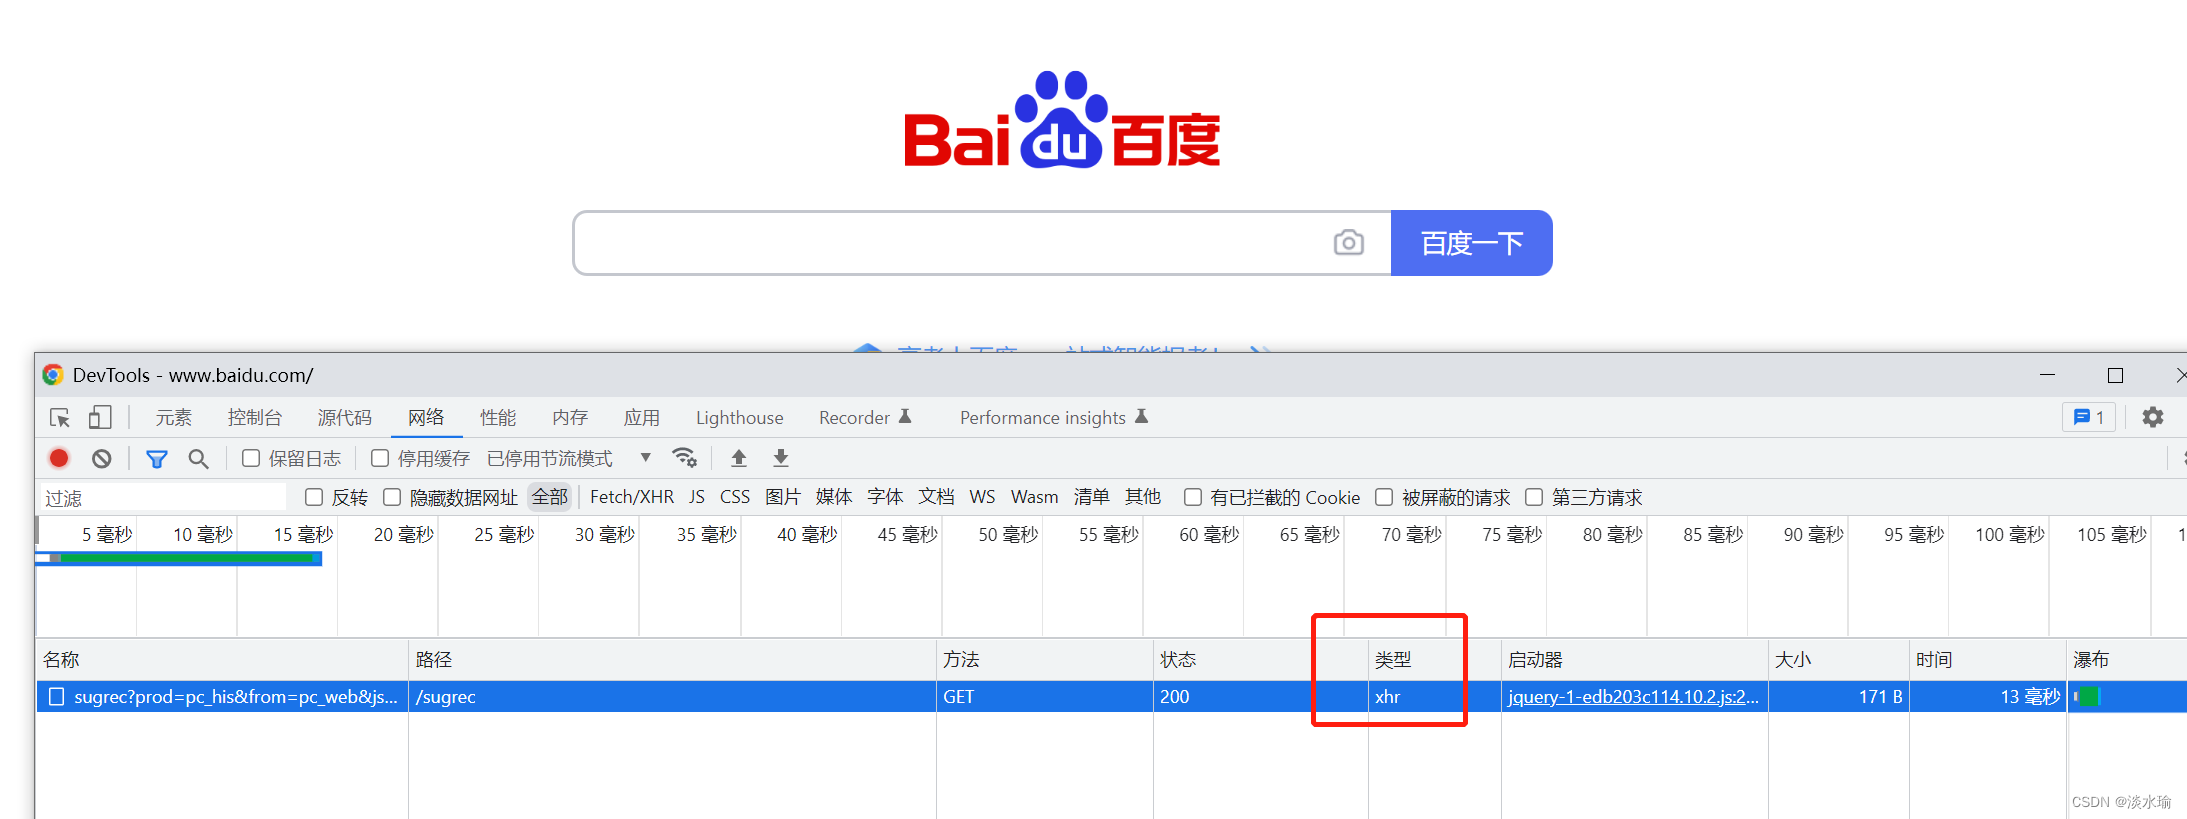 Bai du 百度
百度一下
DevTools - www.baidu.com/
元素 控制台 源代码 网络 性能 内存 应用 Lighthouse Recorder Performance insights 1
保留日志 停用缓存 已停用节流模式
过滤 反转 隐藏数据网址 全部 Fetch/XHR JS CSS 图片 媒体 字体 文档 WS Wasm 清单 其他 有已拦截的 Cookie 被屏蔽的请求 第三方请求
5 毫秒 10 毫秒 15 毫秒 20 毫秒 25 毫秒 30 毫秒 35 毫秒 40 毫秒 45 毫秒 50 毫秒 55 毫秒 60 毫秒 65 毫秒 70 毫秒 75 毫秒 80 毫秒 85 毫秒 90 毫秒 95 毫秒 100 毫秒 105 毫秒 1
名称 路径 方法 状态 类型 启动器 大小 时间 瀑布
sugrec?prod=pc_his&from=pc_web&js... /sugrec GET 200 xhr jquery-1-edb203c114.10.2.js:2... 171 B 13 毫秒
CSDN @淡水瑜